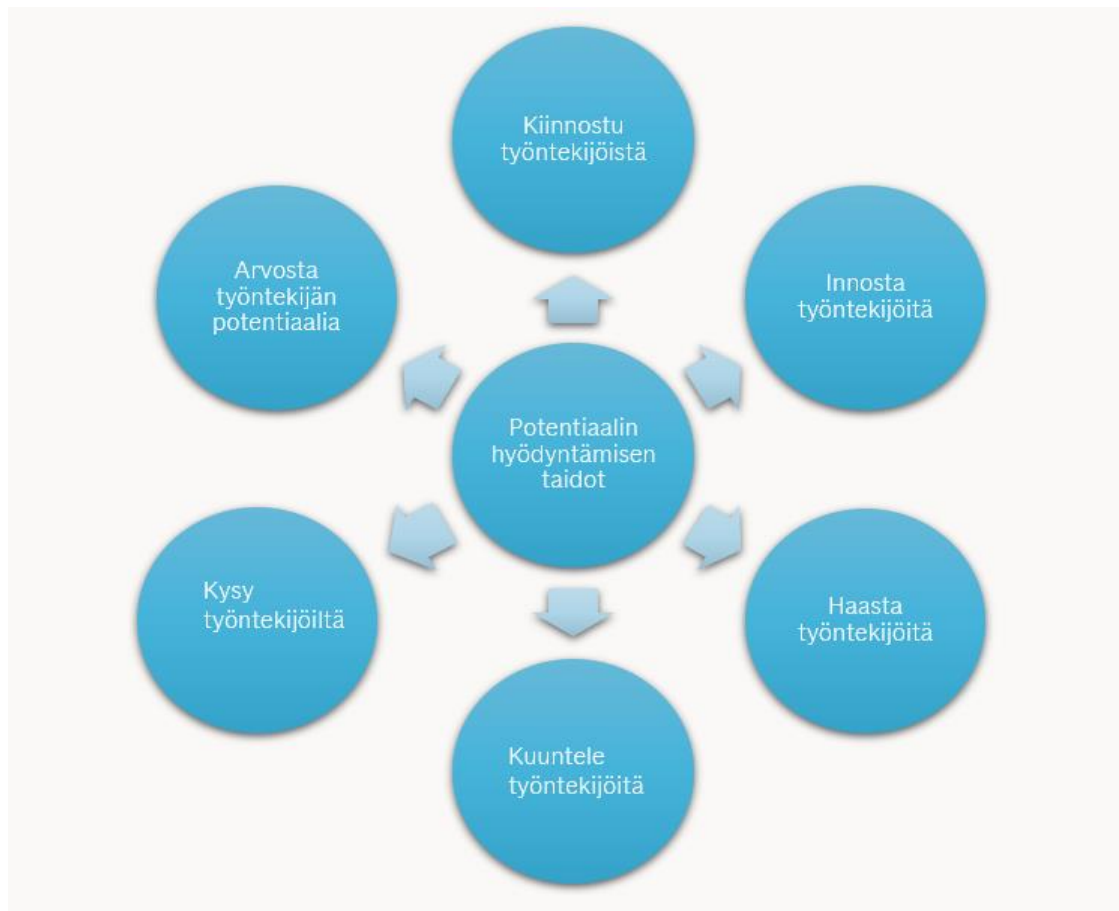 Kiinnostu
työntekijöistä
Innosta
työntekijöitä
Haasta
työntekijöitä
Kuuntele
työntekijöitä
Kysy
työntekijöiltä
Arvosta
työntekijän
potentiaalia
Potentiaalin
hyödyntämisen
taidot